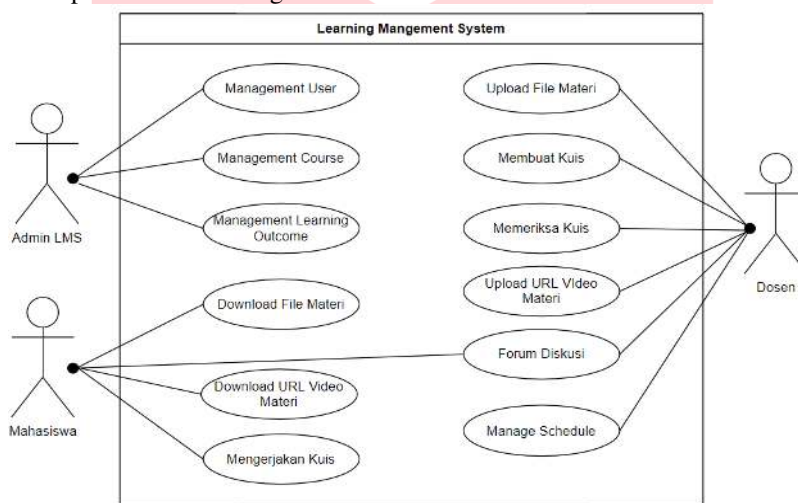 Learning Mangement System
Management User
Upload File Materi
Management Course
Membuat Kuis
Admin LMS
Management Learning
Outcome
Memeriksa Kuis
Dosen
Download File Materi
Upload URL VIdeo
Materi
Forum Diskusi
Mahasiswa
Download URL Video
Materi
Manage Schedule
Mengerjakan Kuis